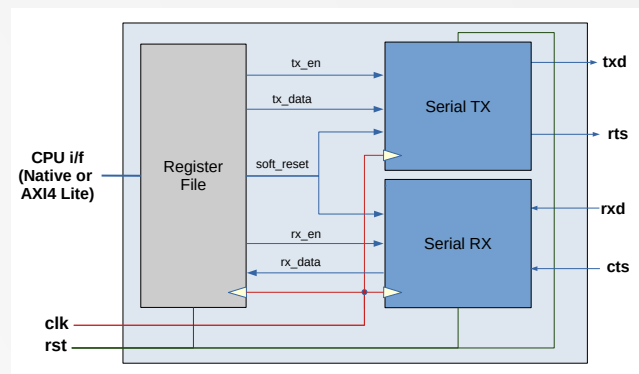 tx_en
txd
tx_data
Serial TX
rts
CPU i/f
(Native or
AXI4 Lite)
Register
File
soft_reset
rxd
rx_en
Serial RX
rx_data
cts
clk
rst